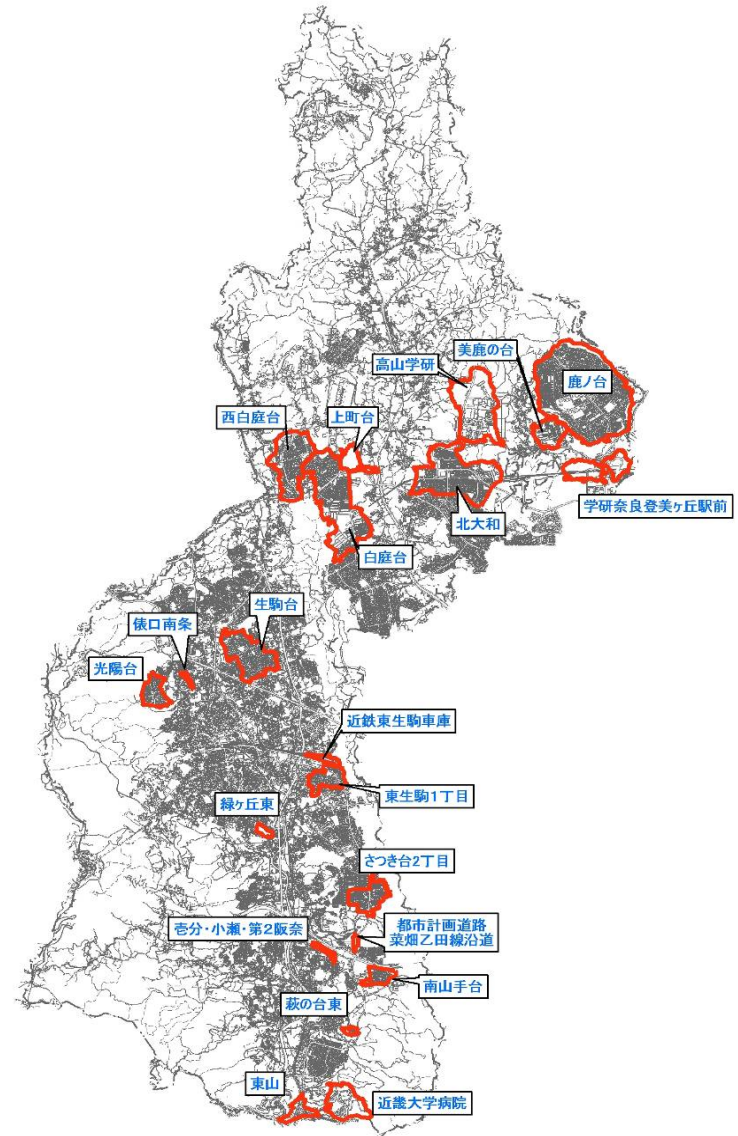 美鹿の台
高山学研
鹿ノ台
西白庭台
上町台
学研奈良登美ヶ丘駅前
北大和
白庭台
生駒台
俵口南条
光陽台
近鉄東生駒車庫
東生駒1丁目
緑ヶ丘東
さつき台2丁目
都市計画道路
菜畑乙田線沿道
壱分・小瀬・第2阪奈
南山手台
萩の台東
東山
近畿大学病院